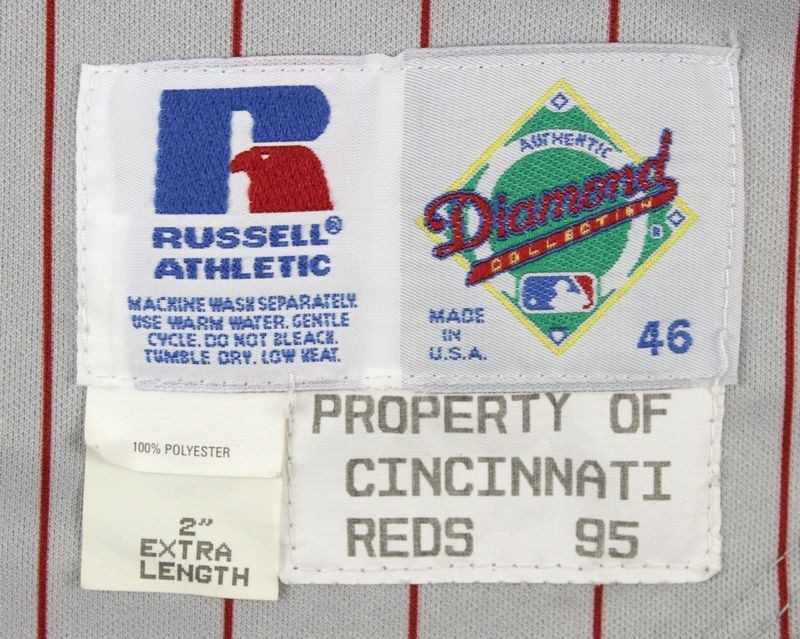 RUSSELL®
ATHLETIC
MACHINE WASH SEPARATELY.
USE WARM WATER. GENTLE
CYCLE. DO NOT BLEACH.
TUMBLE DRY. LOW HEAT.
AUTHENTIC
Diamond
COLLECTION
®
MADE
IN
U.S.A.
46
100% POLYESTER
2"
EXTRA
LENGTH
PROPERTY OF
CINCINNATI
REDS 95